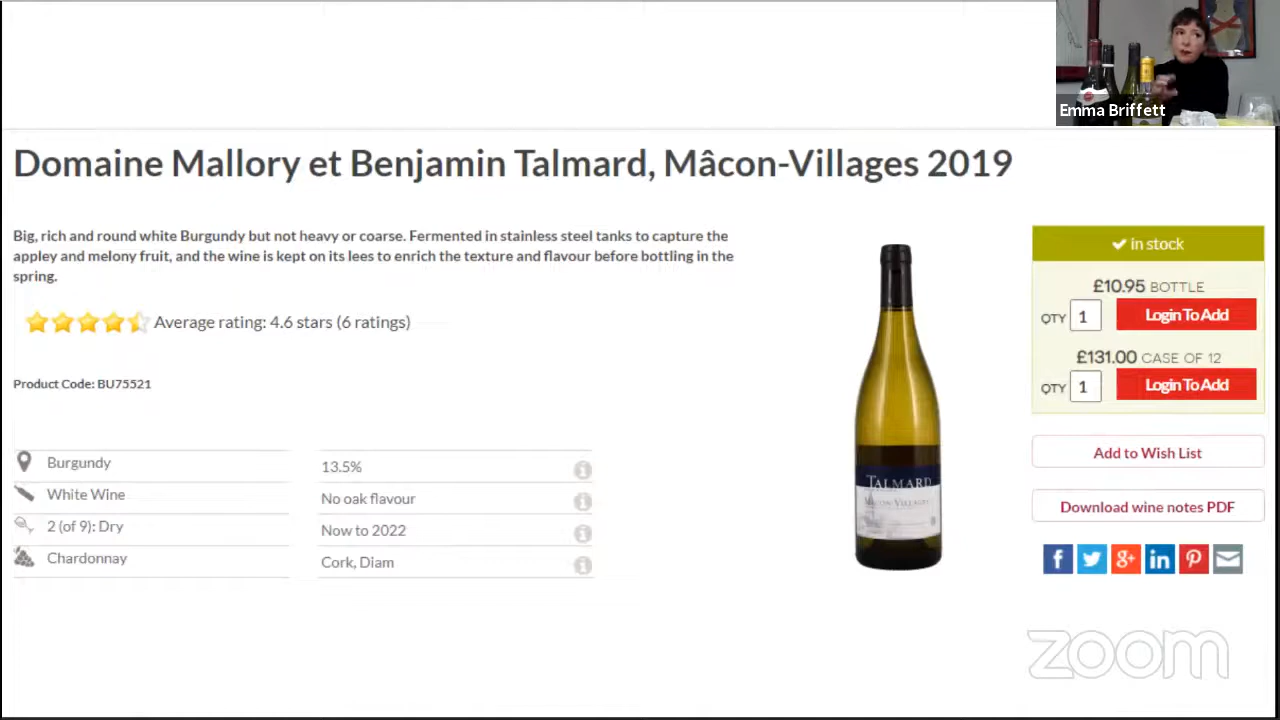 Emma Briffett
Domaine Mallory et Benjamin Talmard, Mâcon-Villages 2019
Big, rich and round white Burgundy but not heavy or coarse. Fermented in stainless steel tanks to capture the
appley and melony fruit, and the wine is kept on its lees to enrich the texture and flavour before bottling in the
spring.
Average rating: 4.6 stars (6 ratings)
Product Code: BU75521
Burgundy
White Wine
2 (of 9): Dry
Chardonnay
13.5%
No oak flavour
Now to 2022
Cork, Diam
TALMARD
MÂCON-VILLAGES
in stock
£10.95 BOTTLE
QTY 1 Login To Add
£131.00 CASE OF 12
QTY 1 Login To Add
Add to Wish List
Download wine notes PDF
zoom